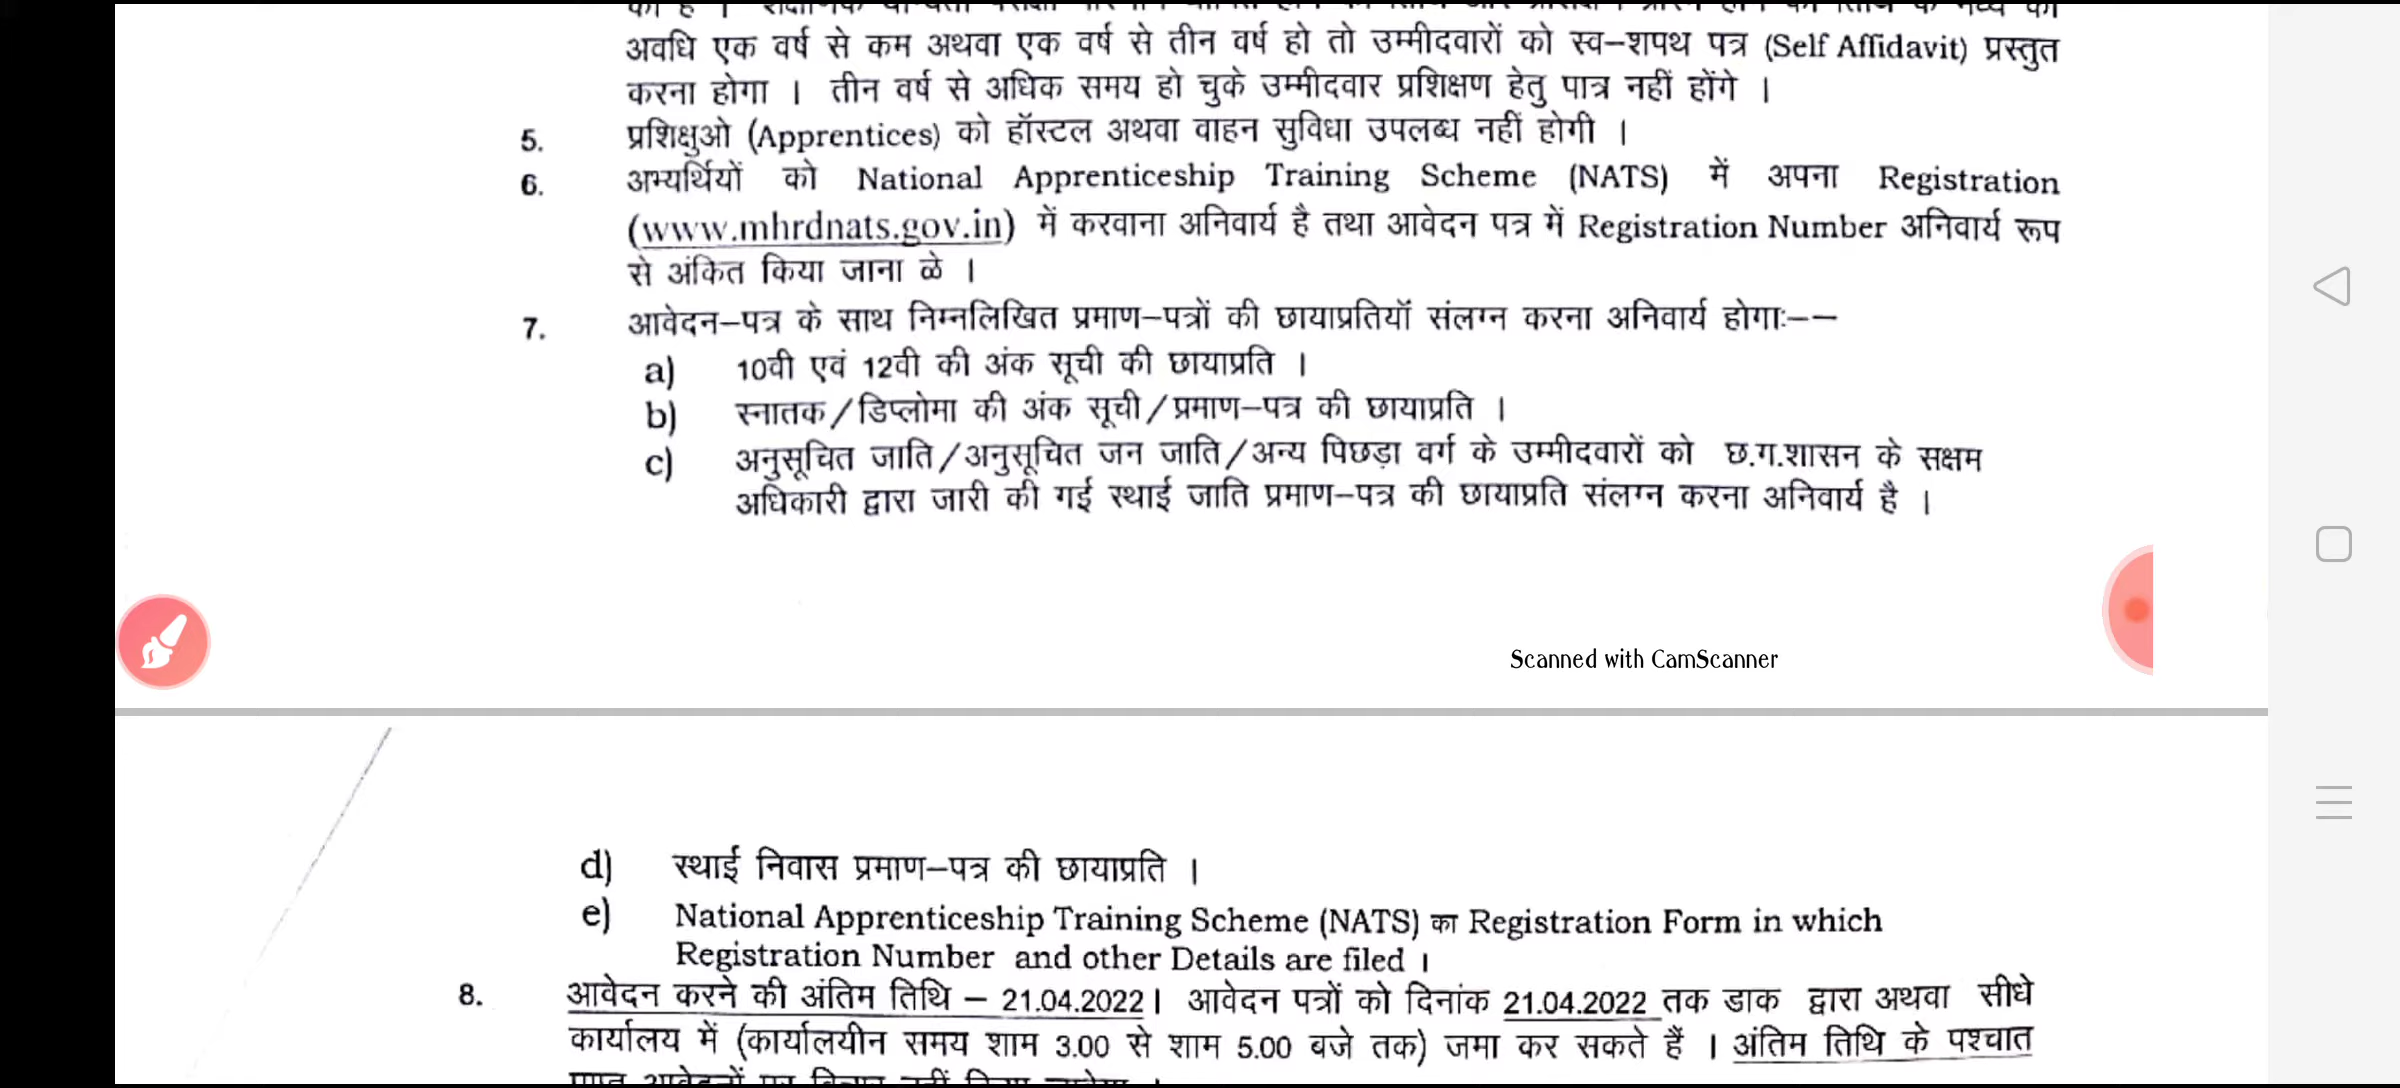 अवधि एक वर्ष से कम अथवा एक वर्ष से तीन वर्ष हो तो उम्मीदवारों को स्व–शपथ पत्र (Self Affidavit) प्रस्तुत
करना होगा । तीन वर्ष से अधिक समय हो चुके उम्मीदवार प्रशिक्षण हेतु पात्र नहीं होंगे ।
5. प्रशिक्षुओ (Apprentices) को हॉस्टल अथवा वाहन सुविधा उपलब्ध नहीं होगी ।
6. अभ्यर्थियों को National Apprenticeship Training Scheme (NATS) में अपना Registration
(www.mhrdnats.gov.in) में करवाना अनिवार्य है तथा आवेदन पत्र में Registration Number अनिवार्य रूप
से अंकित किया जाना ळे ।
7. आवेदन–पत्र के साथ निम्नलिखित प्रमाण–पत्रों की छायाप्रतियॉ संलग्न करना अनिवार्य होगाः––
a) 10वी एवं 12वी की अंक सूची की छायाप्रति ।
b) स्नातक/डिप्लोमा की अंक सूची/प्रमाण–पत्र की छायाप्रति ।
c) अनुसूचित जाति/अनुसूचित जन जाति/अन्य पिछड़ा वर्ग के उम्मीदवारों को छ.ग.शासन के सक्षम
अधिकारी द्वारा जारी की गई स्थाई जाति प्रमाण–पत्र की छायाप्रति संलग्न करना अनिवार्य है ।
Scanned with CamScanner
d) स्थाई निवास प्रमाण–पत्र की छायाप्रति ।
e) National Apprenticeship Training Scheme (NATS) का Registration Form in which
Registration Number and other Details are filed ।
8. आवेदन करने की अंतिम तिथि – 21.04.2022। आवेदन पत्रों को दिनांक 21.04.2022 तक डाक द्वारा अथवा सीधे
कार्यालय में (कार्यालयीन समय शाम 3.00 से शाम 5.00 बजे तक) जमा कर सकते हैं । अंतिम तिथि के पश्चात